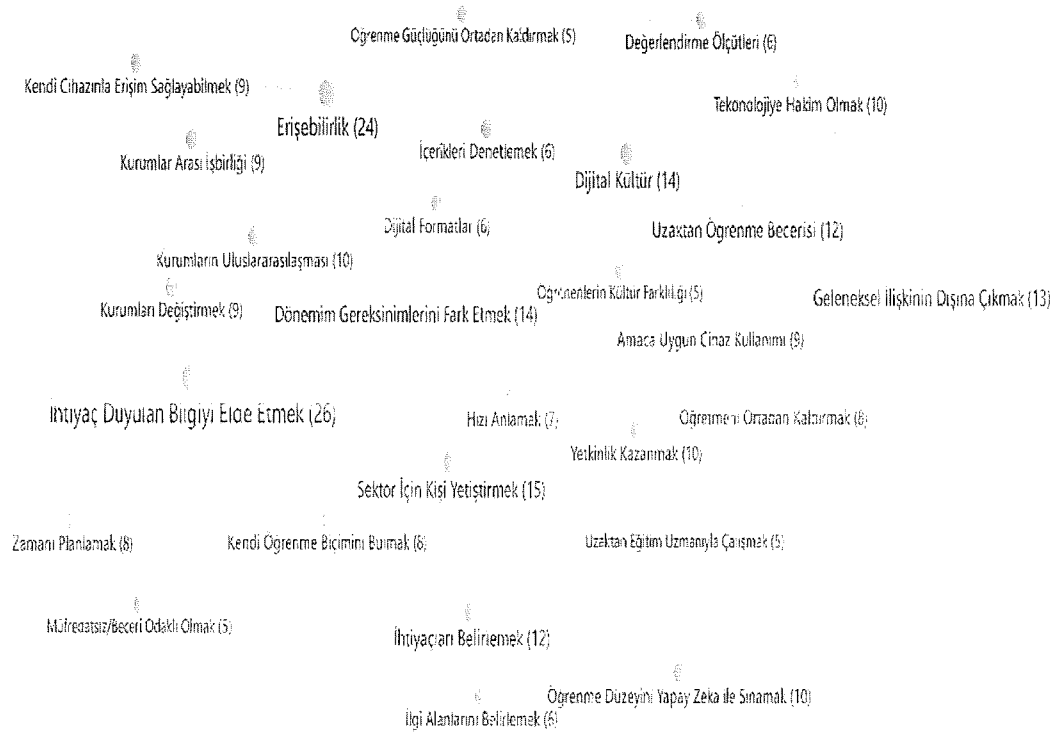 Öğrenme Güçlüğünü Ortadan Kaldırmak (5)
Değerlendirme Ölçütleri (6)
Kendi Cihazınla Erişim Sağlayabilmek (9)
Tekonolojiye Hakim Olmak (10)
Erişebilirlik (24)
İçerikleri Denetlemek (6)
Kurumlar Arası İşbirliği (9)
Dijital Kültür (14)
Dijital Formatlar (6)
Uzaktan Ögrenme Becerisi (12)
Kurumların Uluslararasılaşması (10)
Öğrenenlerin Kültür Farklılığı (5)
Geleneksel İlişkinin Dışına Çıkmak (13)
Kurumları Değiştirmek (9)
Dönemim Gereksinimlerini Fark Etmek (14)
Amaca Uygun Cihaz Kullanımı (9)
İhtiyaç Duyulan Bilgiyi Elde Etmek (26)
Hızı Anlamak (7)
Öğretmeni Ortadan Kaldırmak (8)
Yetkinlik Kazanmak (10)
Sektör İçin Kişi Yetiştirmek (15)
Zamanı Planlamak (8)
Kendi Öğrenme Biçimini Bulmak
Uzaktan Eğitim Uzmanıyla Çalışmak (5)
Müfredatsız/Beceri Odaklı Olmak (5)
İhtiyaçları Belirlemek (12)
Öğrenme Düzeyini Yapay Zeka ile Sınamak (10)
İlgi Alanlarını Belirlemek